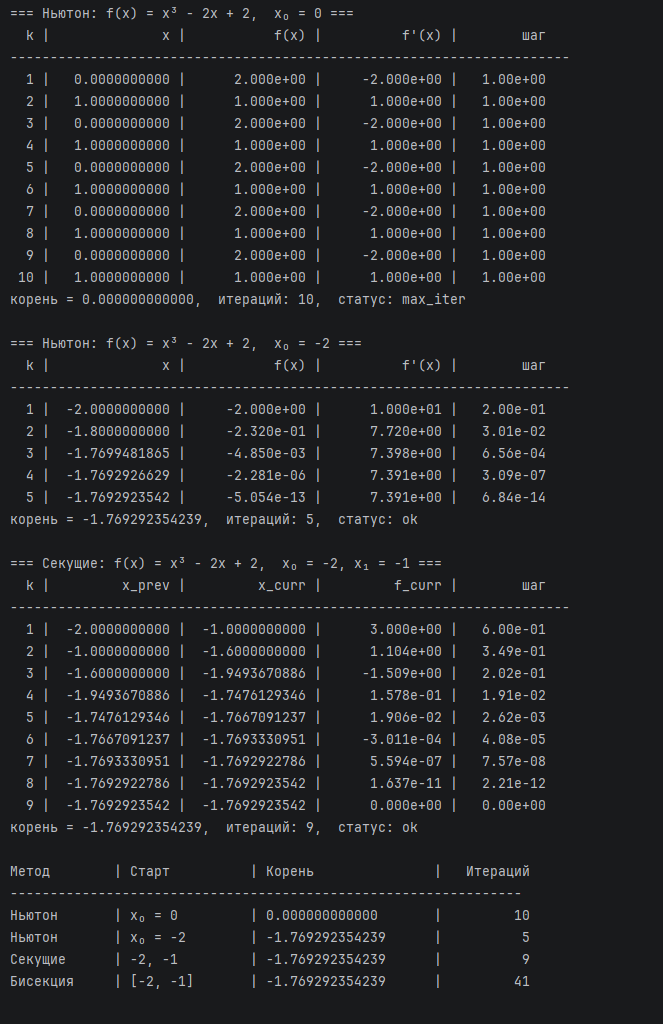 === Ньютон: f(x) = x³ - 2x + 2,  x₀ = 0 ===
  k |              x |           f(x) |          f'(x) |        шаг
----------------------------------------------------------------------
  1 |   0.0000000000 |      2.000e+00 |     -2.000e+00 |   1.00e+00
  2 |   1.0000000000 |      1.000e+00 |      1.000e+00 |   1.00e+00
  3 |   0.0000000000 |      2.000e+00 |     -2.000e+00 |   1.00e+00
  4 |   1.0000000000 |      1.000e+00 |      1.000e+00 |   1.00e+00
  5 |   0.0000000000 |      2.000e+00 |     -2.000e+00 |   1.00e+00
  6 |   1.0000000000 |      1.000e+00 |      1.000e+00 |   1.00e+00
  7 |   0.0000000000 |      2.000e+00 |     -2.000e+00 |   1.00e+00
  8 |   1.0000000000 |      1.000e+00 |      1.000e+00 |   1.00e+00
  9 |   0.0000000000 |      2.000e+00 |     -2.000e+00 |   1.00e+00
 10 |   1.0000000000 |      1.000e+00 |      1.000e+00 |   1.00e+00
корень = 0.000000000000,  итераций: 10,  статус: max_iter

=== Ньютон: f(x) = x³ - 2x + 2,  x₀ = -2 ===
  k |              x |           f(x) |          f'(x) |        шаг
----------------------------------------------------------------------
  1 |  -2.0000000000 |     -2.000e+00 |      1.000e+01 |   2.00e-01
  2 |  -1.8000000000 |     -2.320e-01 |      7.720e+00 |   3.01e-02
  3 |  -1.7699481865 |     -4.850e-03 |      7.398e+00 |   6.56e-04
  4 |  -1.7692926629 |     -2.281e-06 |      7.391e+00 |   3.09e-07
  5 |  -1.7692923542 |     -5.054e-13 |      7.391e+00 |   6.84e-14
корень = -1.769292354239,  итераций: 5,  статус: ok

=== Секущие: f(x) = x³ - 2x + 2,  x₀ = -2, x₁ = -1 ===
  k |         x_prev |         x_curr |         f_curr |        шаг
----------------------------------------------------------------------
  1 |  -2.0000000000 |  -1.0000000000 |      3.000e+00 |   6.00e-01
  2 |  -1.0000000000 |  -1.6000000000 |      1.104e+00 |   3.49e-01
  3 |  -1.6000000000 |  -1.9493670886 |     -1.509e+00 |   2.02e-01
  4 |  -1.9493670886 |  -1.7476129346 |      1.578e-01 |   1.91e-02
  5 |  -1.7476129346 |  -1.7667091237 |      1.906e-02 |   2.62e-03
  6 |  -1.7667091237 |  -1.7693330951 |     -3.011e-04 |   4.08e-05
  7 |  -1.7693330951 |  -1.7692922786 |      5.594e-07 |   7.57e-08
  8 |  -1.7692922786 |  -1.7692923542 |      1.637e-11 |   2.21e-12
  9 |  -1.7692923542 |  -1.7692923542 |      0.000e+00 |   0.00e+00
корень = -1.769292354239,  итераций: 9,  статус: ok

Метод        | Старт          | Корень               |   Итераций
----------------------------------------------------------------
Ньютон       | x₀ = 0         | 0.000000000000       |         10
Ньютон       | x₀ = -2        | -1.769292354239      |          5
Секущие      | -2, -1         | -1.769292354239      |          9
Бисекция     | [-2, -1]       | -1.769292354239      |         41